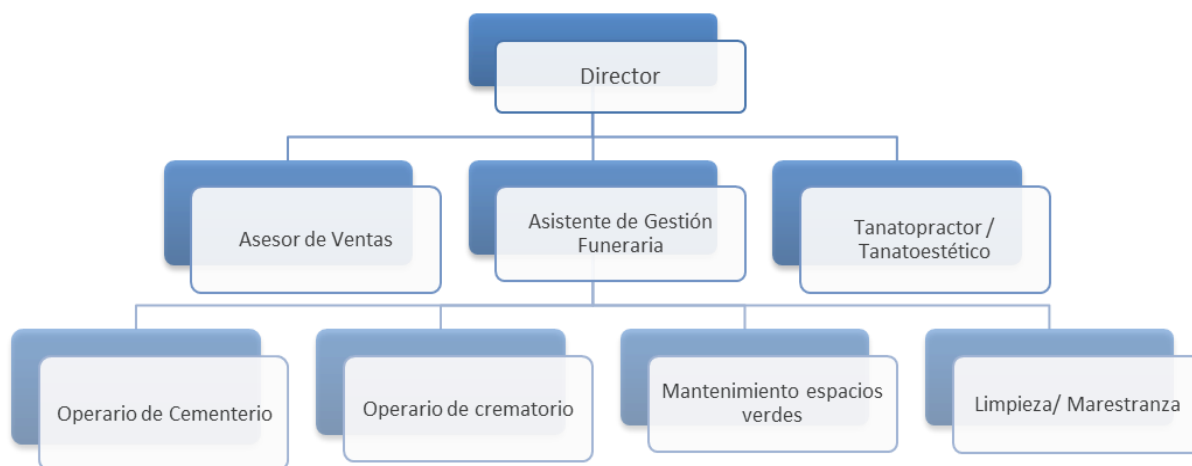 Director
Asesor de Ventas
Asistente de Gestión
Funeraria
Tanatopractor /
Tanatoestético
Operario de Cementerio
Operario de crematorio
Mantenimiento espacios
verdes
Limpieza/ Marestranza